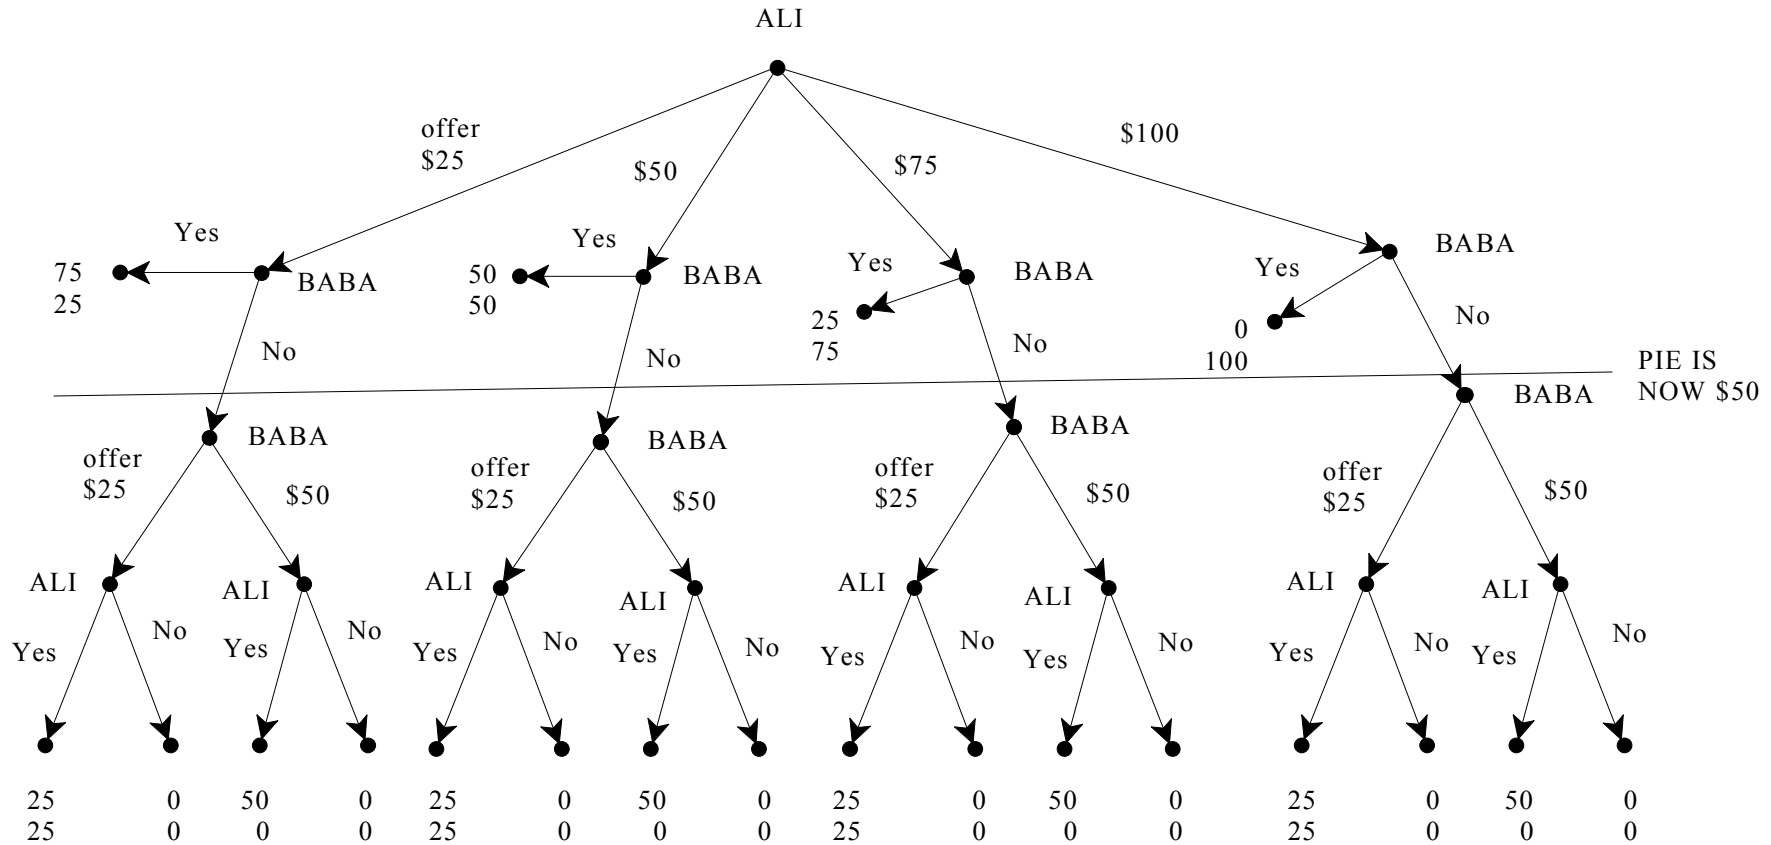 ALI
offer
$25
$50
$75
$100
Yes
BABA
75
25
No
Yes
BABA
50
50
No
Yes
BABA
25
75
No
Yes
BABA
0
100
No
PIE IS
NOW $50
BABA
offer
$25
$50
BABA
offer
$25
$50
BABA
offer
$25
$50
BABA
offer
$25
$50
ALI
Yes
No
ALI
Yes
No
ALI
Yes
No
ALI
Yes
No
ALI
Yes
No
ALI
Yes
No
ALI
Yes
No
ALI
Yes
No
25 0 50 0 25 0 50 0 25 0 50 0 25 0 50 0
25 0 0 0 25 0 0 0 25 0 0 0 25 0 0 0